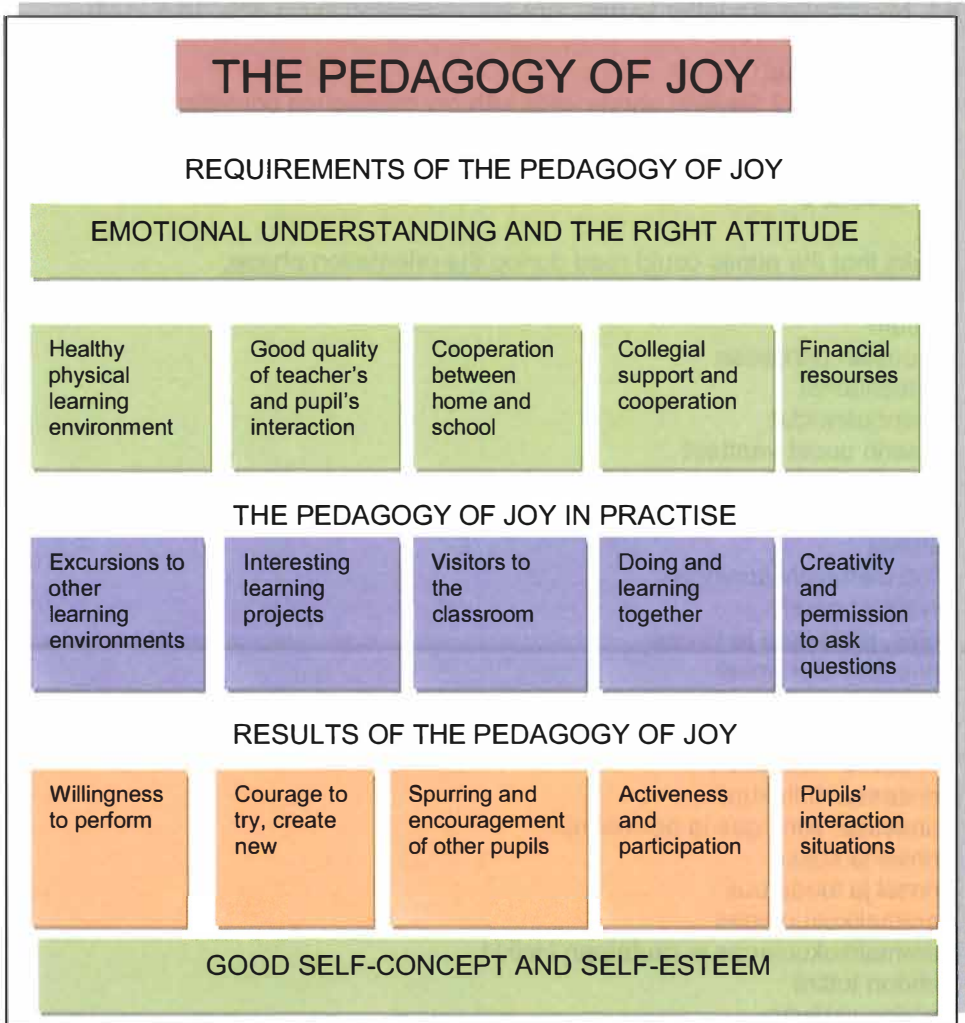 THE PEDAGOGY OF JOY
REQUIREMENTS OF THE PEDAGOGY OF JOY
EMOTIONAL UNDERSTANDING AND THE RIGHT ATTITUDE
Healthy
physical
learning
environment
Good quality
of teacher's
and pupil's
interaction
Cooperation
between
home and
school
Collegial
support and
cooperation
Financial
resourses
THE PEDAGOGY OF JOY IN PRACTISE
Excursions to
other
learning
environments
Interesting
learning
projects
Visitors to
the
classroom
Doing and
learning
together
Creativity
and
permission
to ask
questions
RESULTS OF THE PEDAGOGY OF JOY
Willingness
to perform
Courage to
try, create
new
Spurring and
encouragement
of other pupils
Activeness
and
participation
Pupils'
interaction
situations
GOOD SELF-CONCEPT AND SELF-ESTEEM